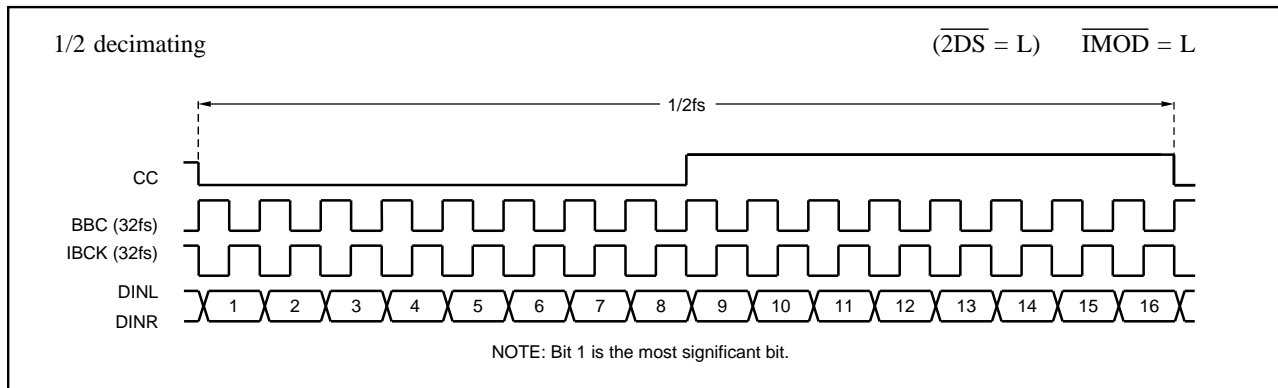 1/2 decimating (2DS = L) IMOD = L
1/2fs
CC
BBC (32fs)
IBCK (32fs)
DINL
DINR
1 2 3 4 5 6 7 8 9 10 11 12 13 14 15 16
NOTE: Bit 1 is the most significant bit.